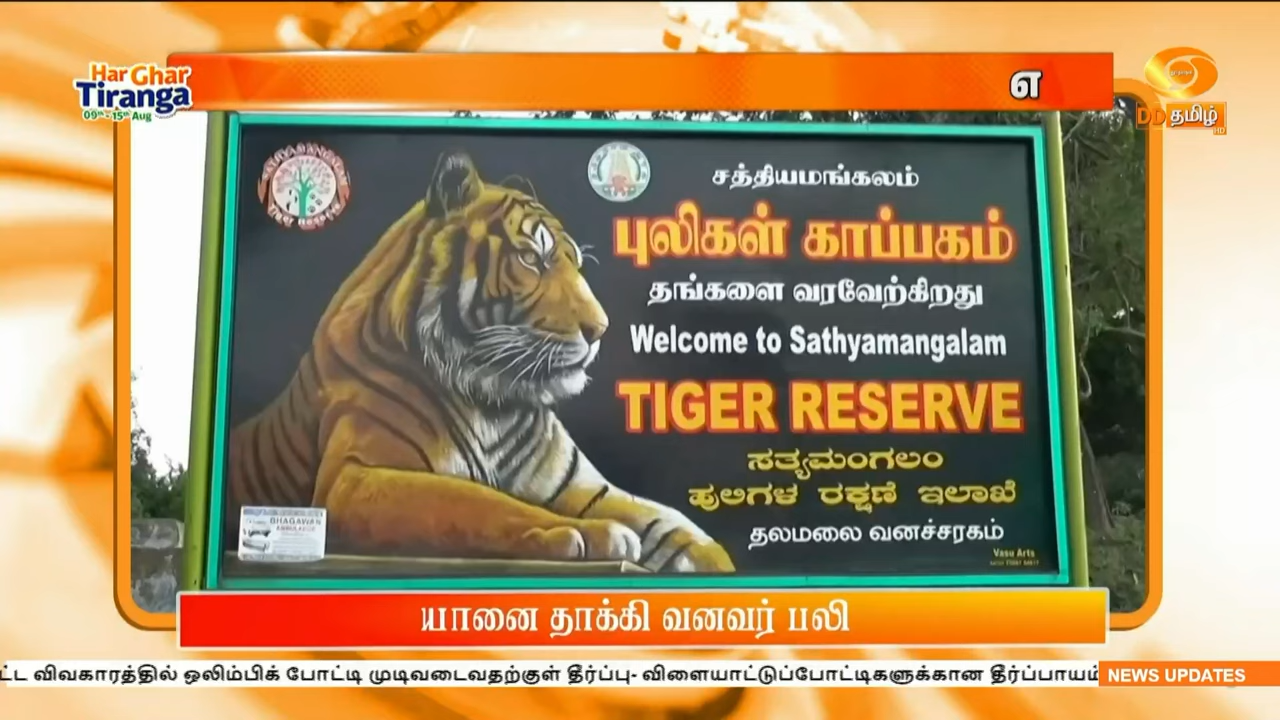 Har Ghar
Tiranga
09th - 15th Aug
எ
DD தமிழ்
HD
சத்தியமங்கலம்
புலிகள் காப்பகம்
தங்களை வரவேற்கிறது
Welcome to Sathyamangalam
TIGER RESERVE
ಸತ್ಯಮಂಗಲಂ
ಹುಲಿಗಳ ರಕ್ಷಣೆ ಇಲಾಖೆ
தலமலை வனச்சரகம்
Vasu Arts
BHAGAWAN
யானை தாக்கி வனவர் பலி
ட்ட விவகாரத்தில் ஒலிம்பிக் போட்டி முடிவடைவதற்குள் தீர்ப்பு- விளையாட்டுப்போட்டிகளுக்கான தீர்ப்பாயம்
NEWS UPDATES